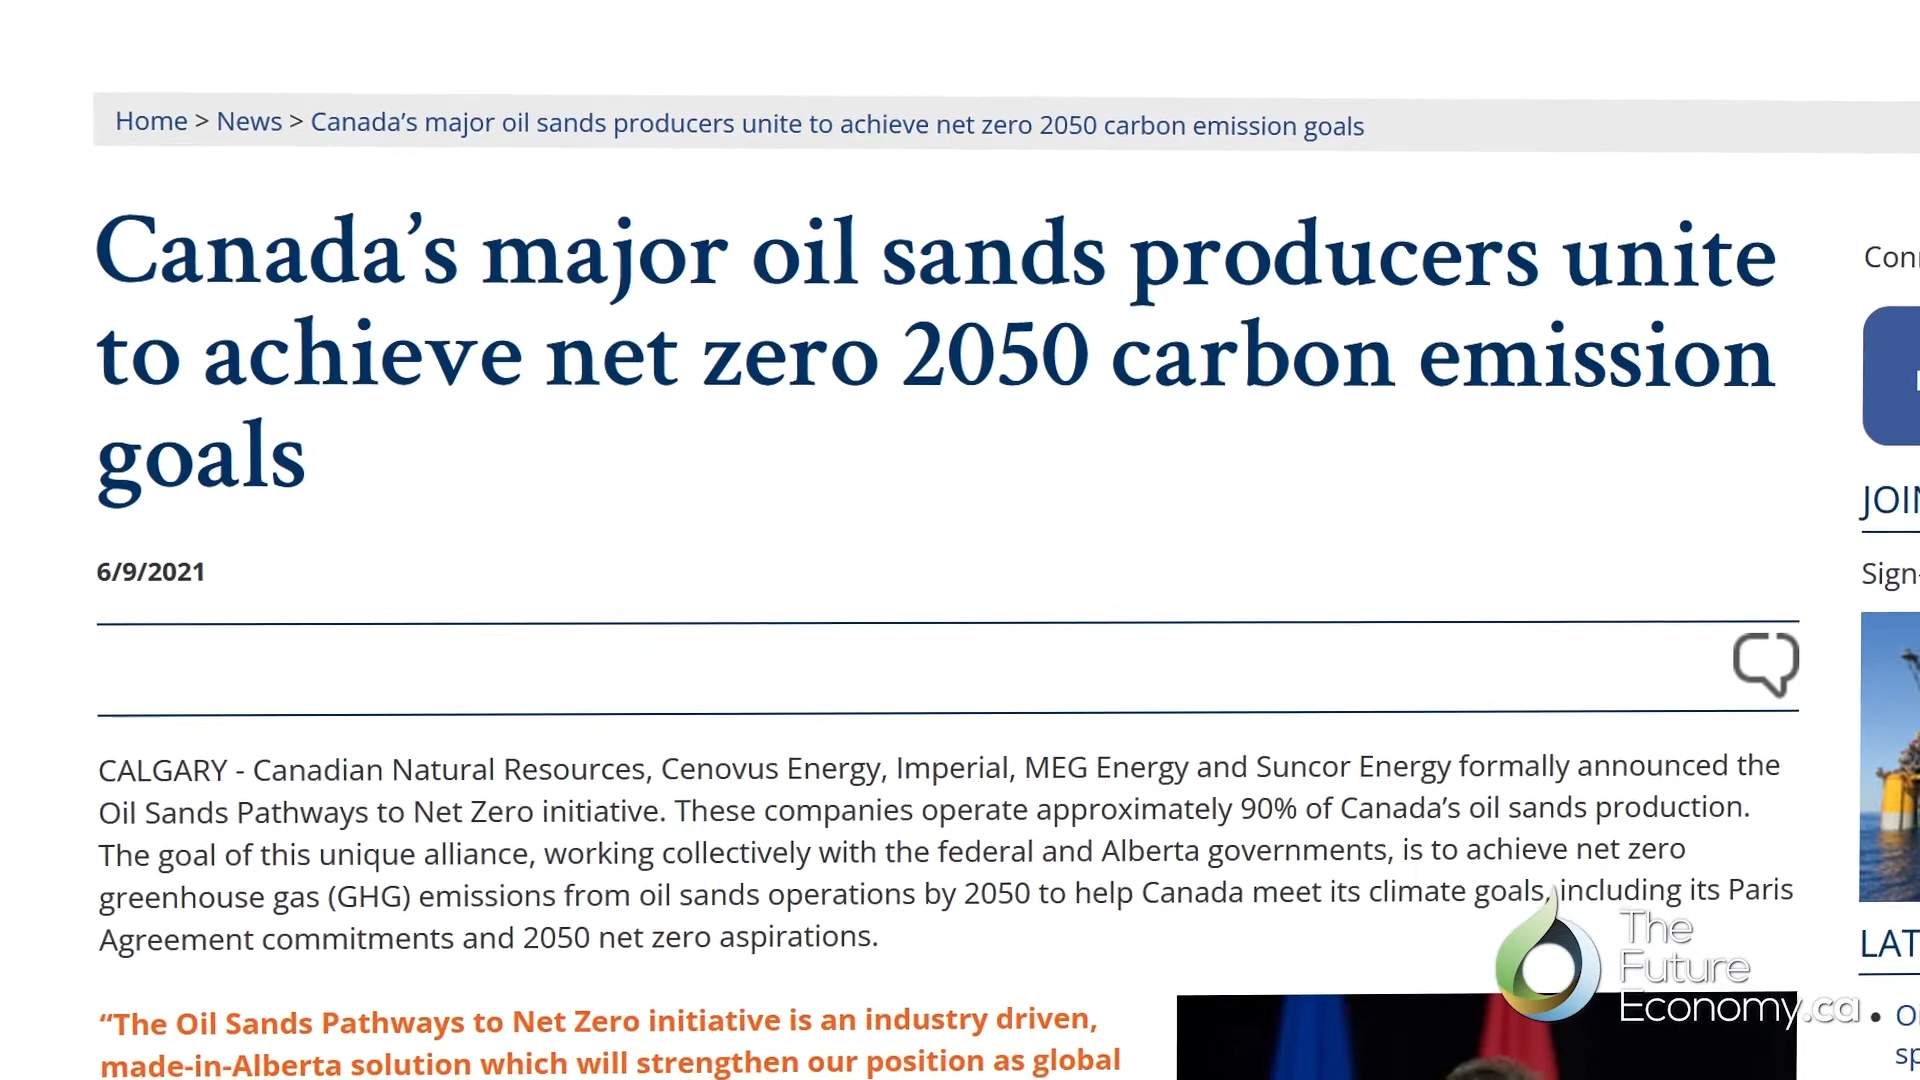 Home > News > Canada’s major oil sands producers unite to achieve net zero 2050 carbon emission goals
Canada’s major oil sands producers unite
to achieve net zero 2050 carbon emission
goals
6/9/2021
CALGARY - Canadian Natural Resources, Cenovus Energy, Imperial, MEG Energy and Suncor Energy formally announced the
Oil Sands Pathways to Net Zero initiative. These companies operate approximately 90% of Canada’s oil sands production.
The goal of this unique alliance, working collectively with the federal and Alberta governments, is to achieve net zero
greenhouse gas (GHG) emissions from oil sands operations by 2050 to help Canada meet its climate goals, including its Paris
Agreement commitments and 2050 net zero aspirations.
“The Oil Sands Pathways to Net Zero initiative is an industry driven,
made-in-Alberta solution which will strengthen our position as global
Sign-
The
Future
Economy.ca